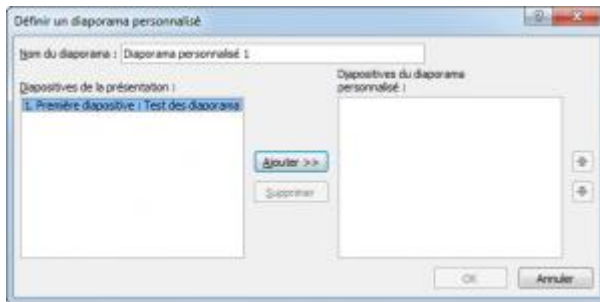 Définir un diaporama personnalisé
Nom du diaporama : Diaporama personnalisé 1
Diapositives de la présentation :
Diapositives du diaporama
personnalisé :
1. Première diapositive : Test des diaporama
Ajouter >>
Supprimer
OK
Annuler